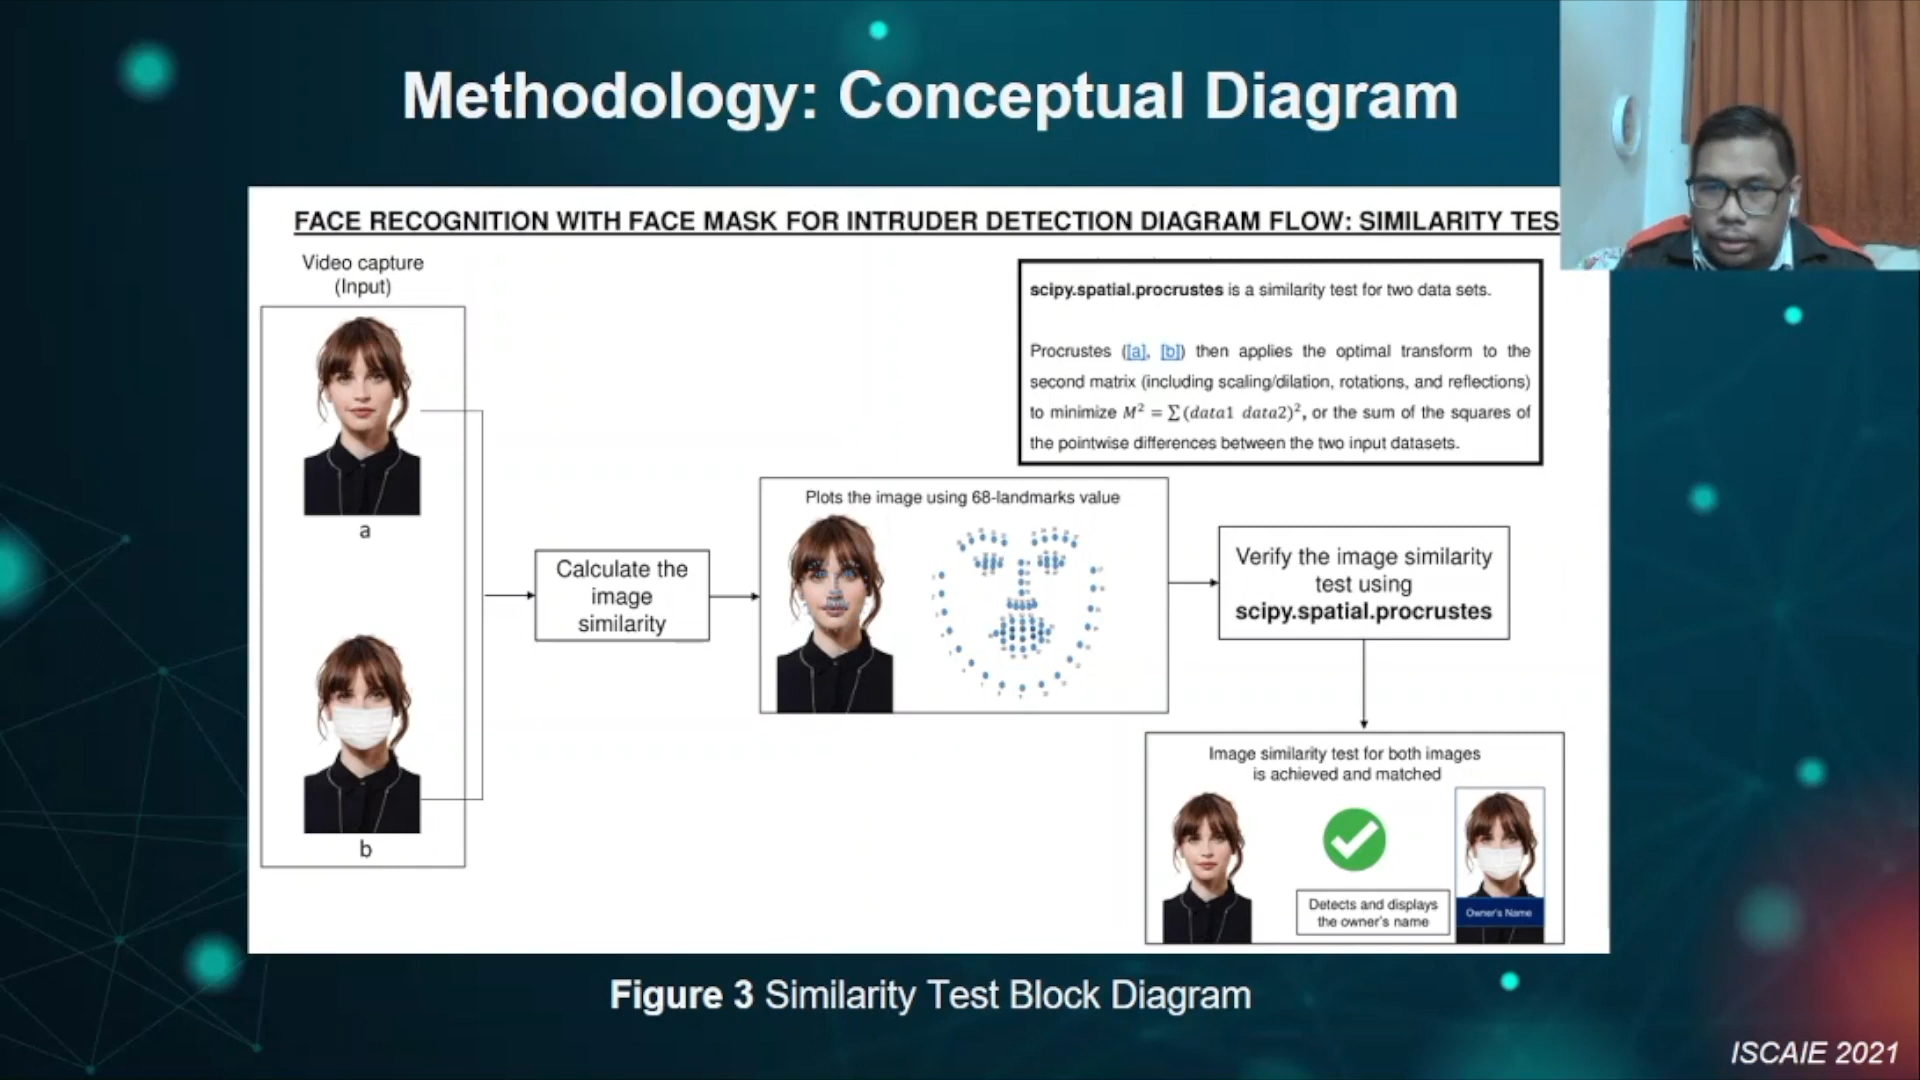 Methodology: Conceptual Diagram
FACE RECOGNITION WITH FACE MASK FOR INTRUDER DETECTION DIAGRAM FLOW: SIMILARITY TES
Video capture
(Input)
a
b
Calculate the
image
similarity
Plots the image using 68-landmarks value
scipy.spatial.procrustes is a similarity test for two data sets.
Procrustes ([a], [b]) then applies the optimal transform to the
second matrix (including scaling/dilation, rotations, and reflections)
to minimize M² = ∑(data1 data2)², or the sum of the squares of
the pointwise differences between the two input datasets.
Verify the image similarity
test using
scipy.spatial.procrustes
Image similarity test for both images
is achieved and matched
Detects and displays
the owner's name
Owner's Name
Figure 3 Similarity Test Block Diagram
ISCAIE 2021